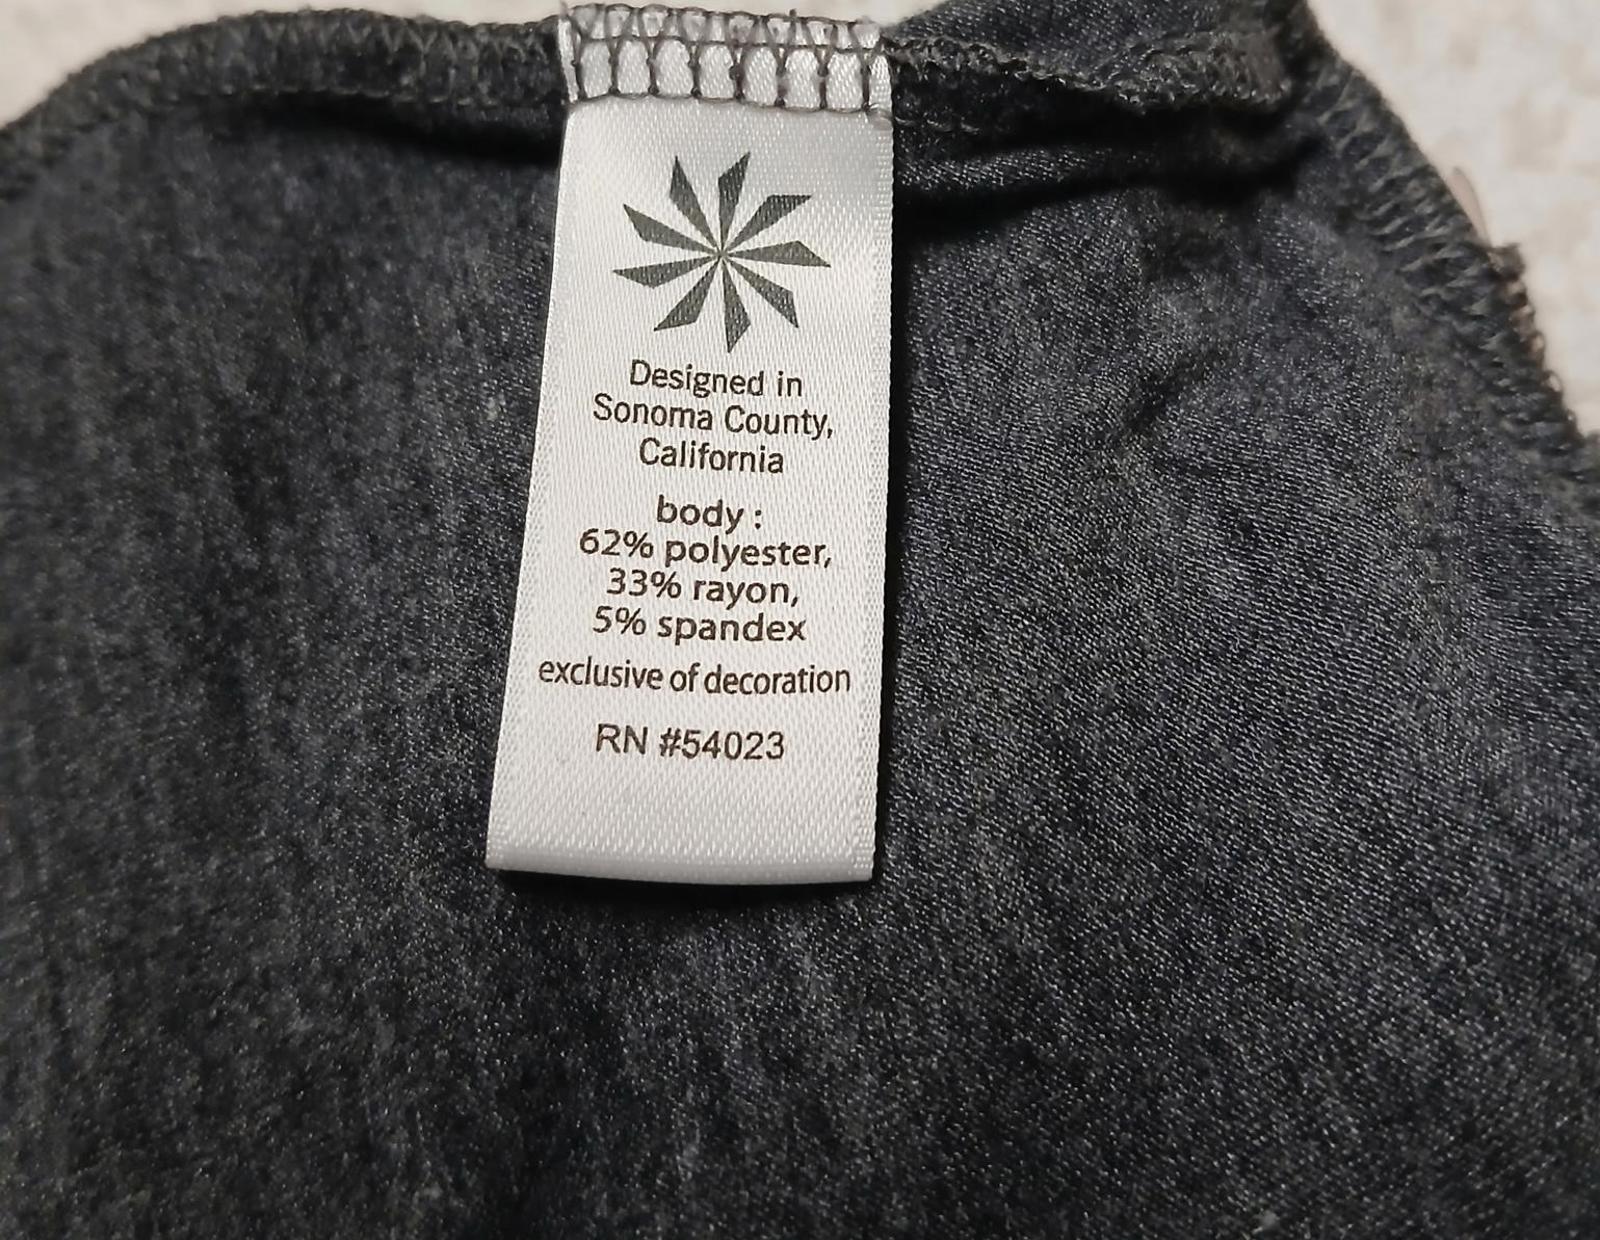 Designed in
Sonoma County,
California
body :
62% polyester,
33% rayon,
5% spandex
exclusive of decoration
RN #54023